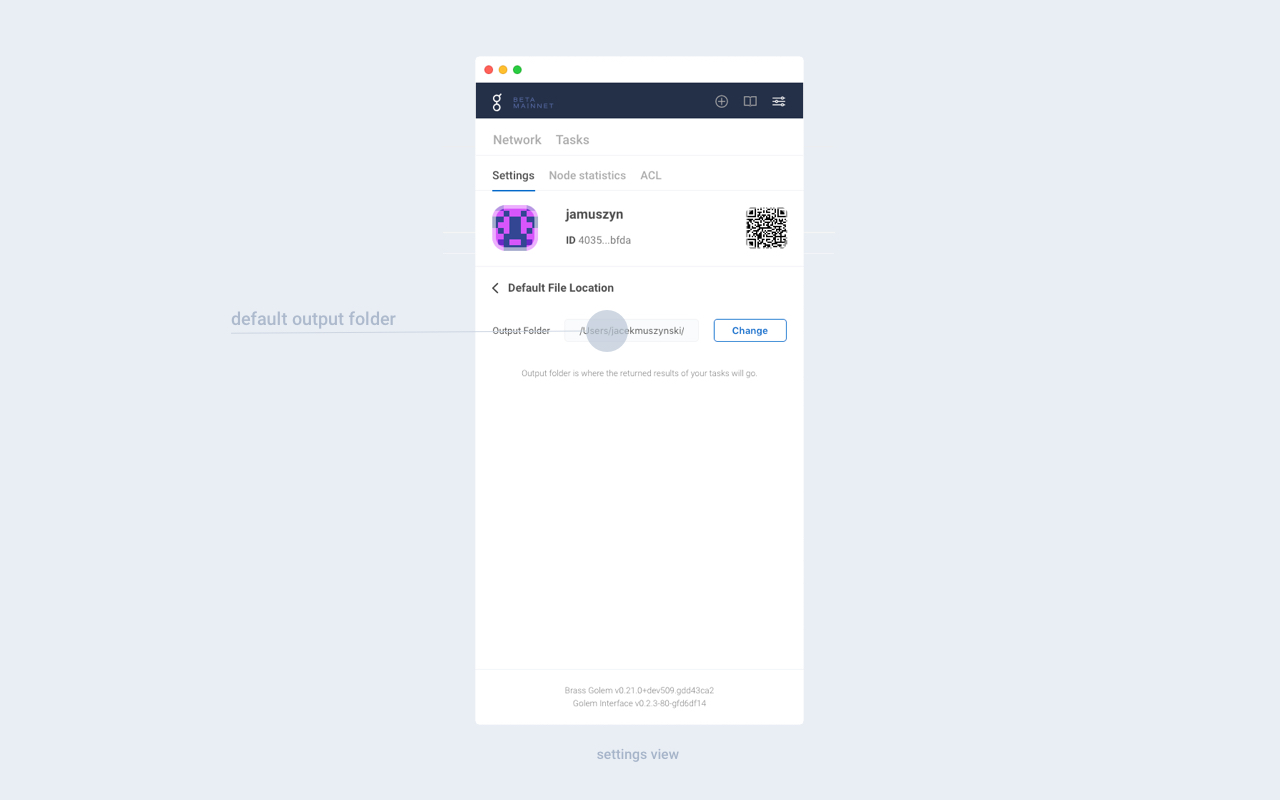 BETA
MAINNET
Network Tasks
Settings Node statistics ACL
jamuszyn
ID 4035...bfda
Default File Location
default output folder
Output Folder /Users/jacekmuszynski/ Change
Output folder is where the returned results of your tasks will go.
Brass Golem v0.21.0+dev509.gdd43ca2
Golem Interface v0.2.3-80-gfd6df14
settings view